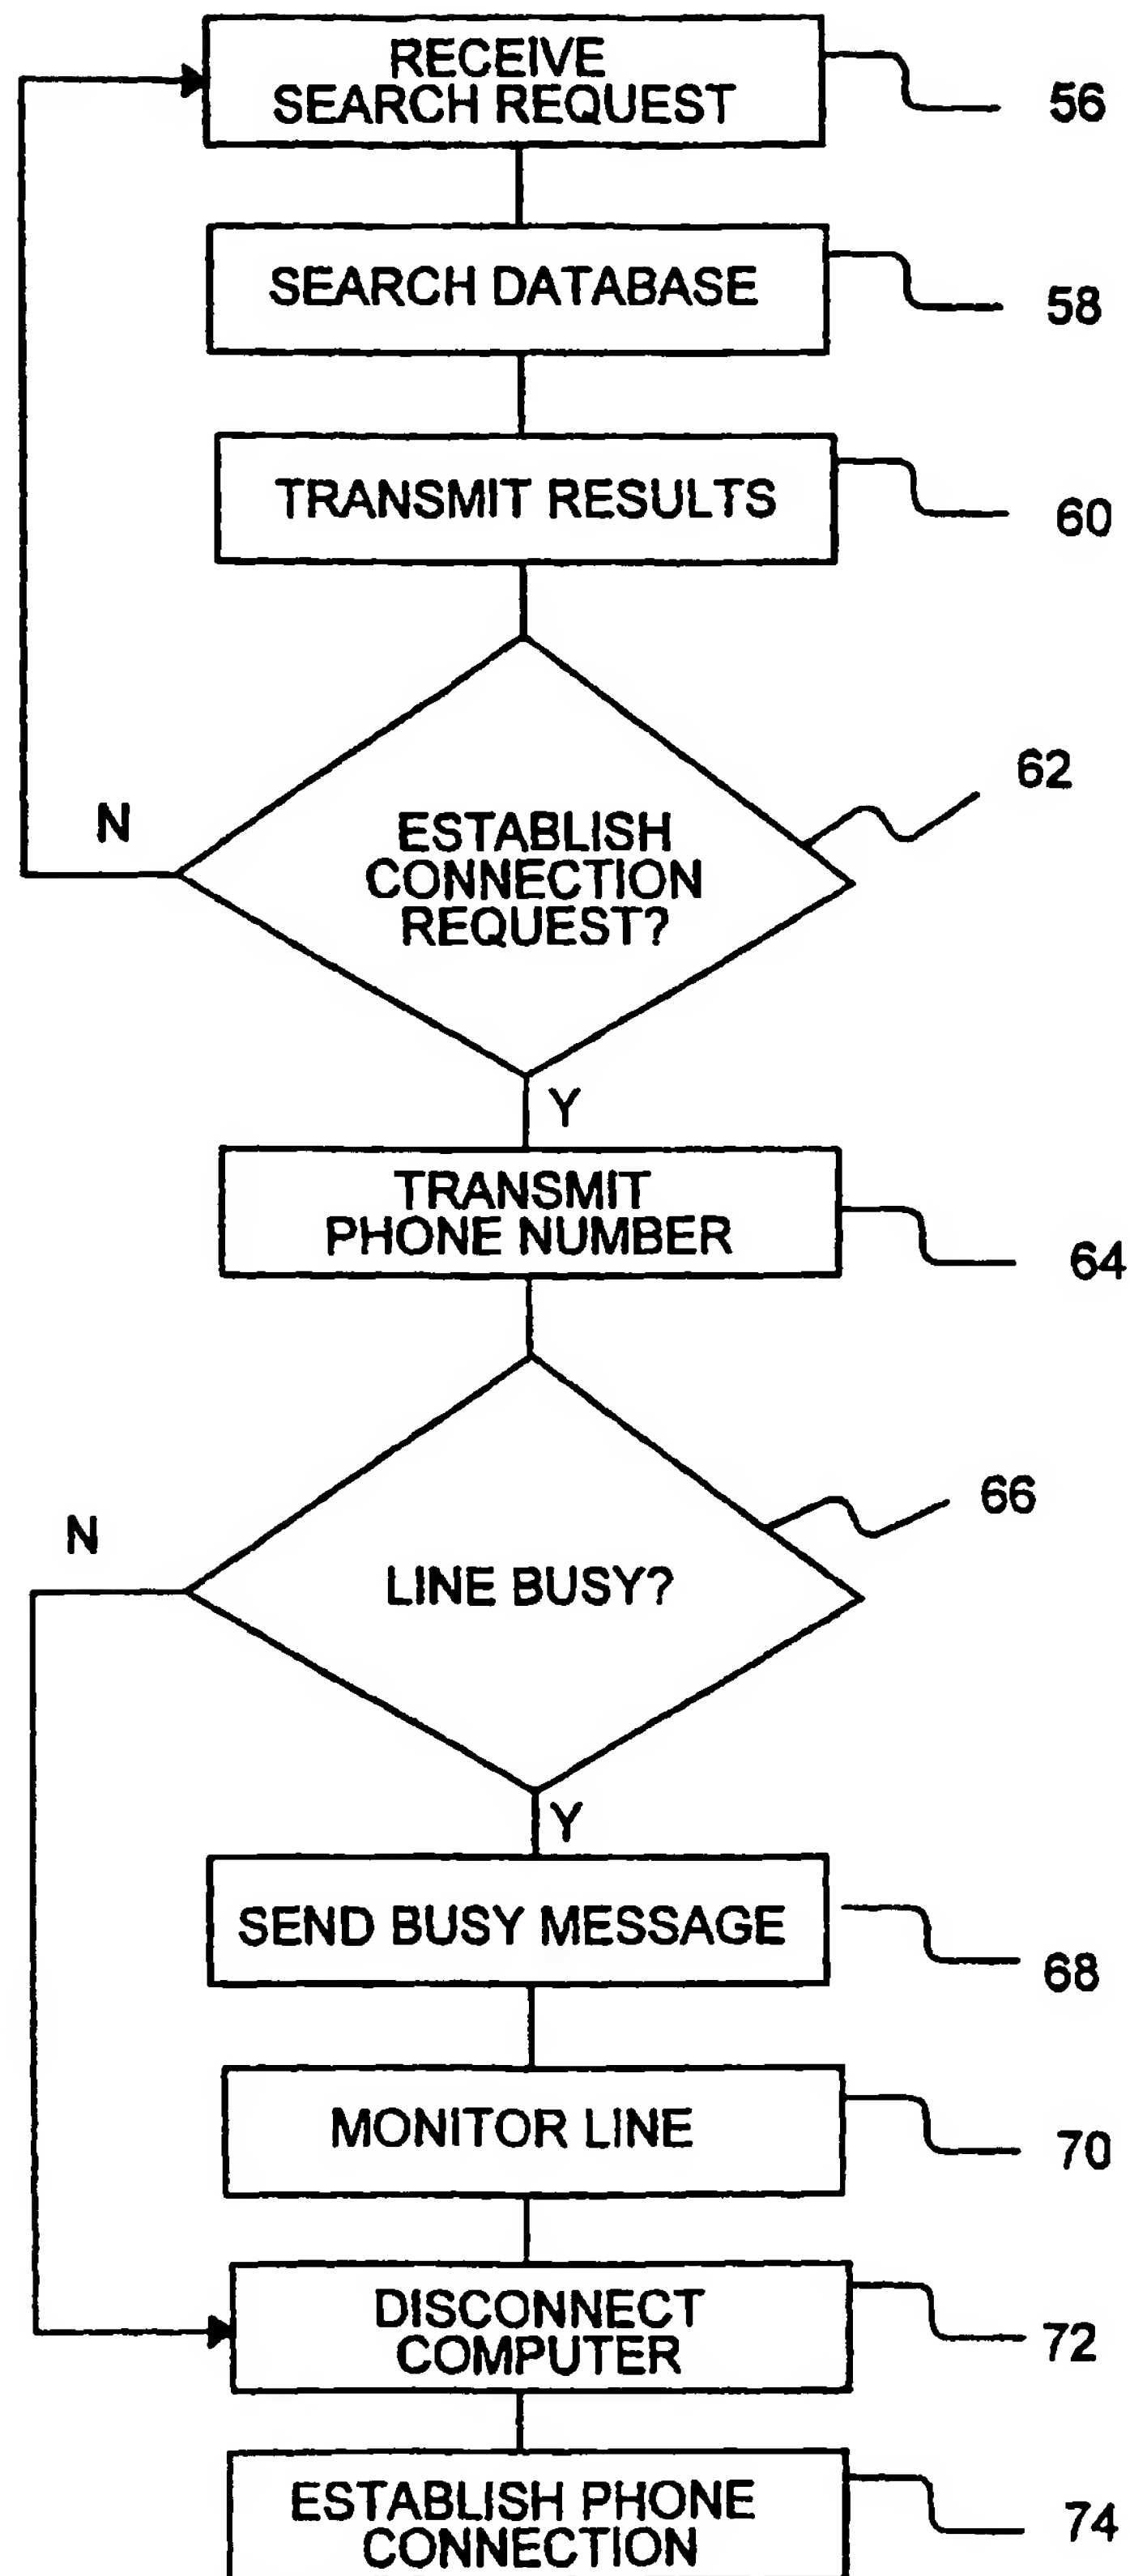 RECEIVE
SEARCH REQUEST
56
SEARCH DATABASE
58
TRANSMIT RESULTS
60
62
N
ESTABLISH
CONNECTION
REQUEST?
Y
TRANSMIT
PHONE NUMBER
64
66
N
LINE BUSY?
Y
SEND BUSY MESSAGE
68
MONITOR LINE
70
DISCONNECT
COMPUTER
72
ESTABLISH PHONE
CONNECTION
74